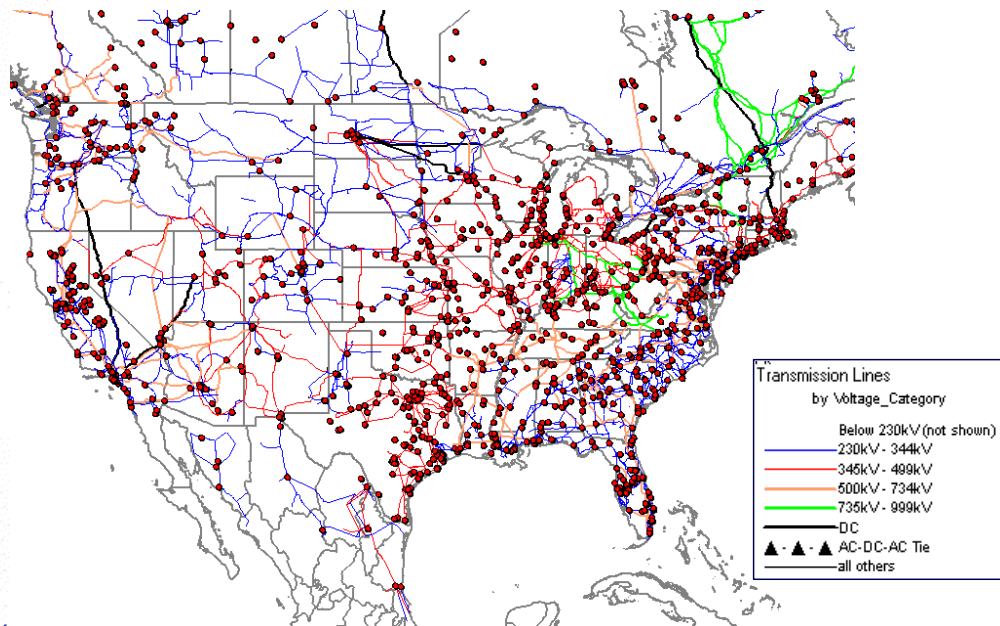 Transmission Lines
by Voltage_Category
Below 230kV (not shown)
230kV - 344kV
345kV - 499kV
500kV - 734kV
735kV - 999kV
DC
AC-DC-AC Tie
all others